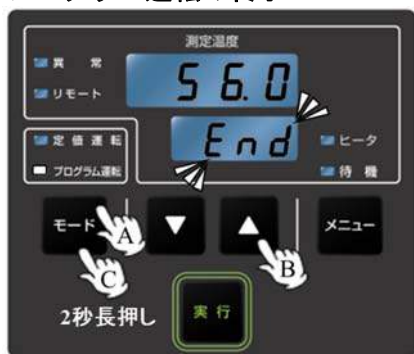 測定温度
異常
56.0
リモート
End
定値運転
ヒータ
プログラム運転
待機
モード
A
▼
▲
B
メニュー
C
2秒長押し
実行